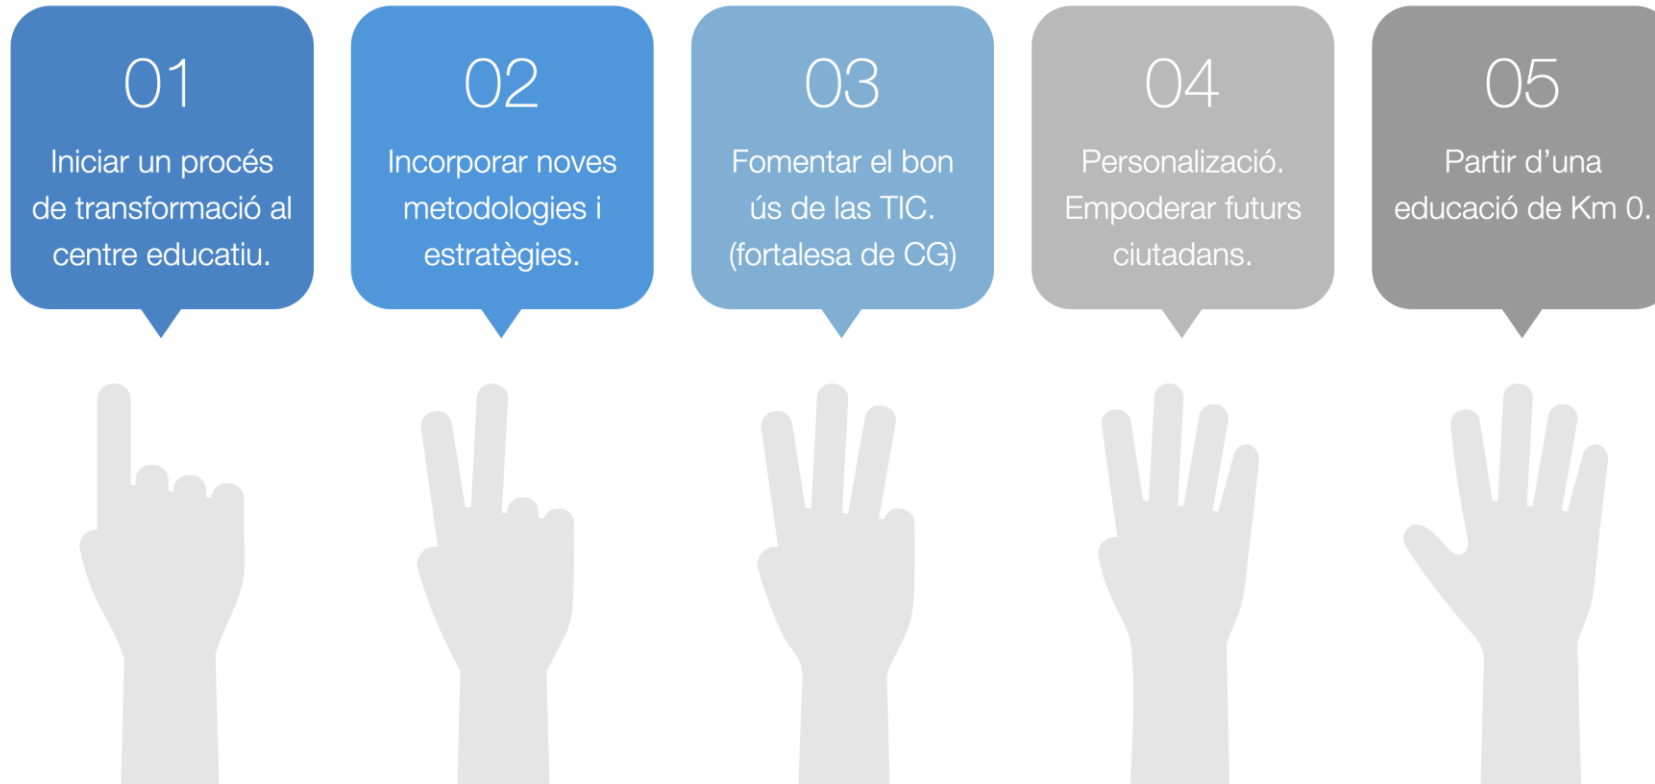 01
Iniciar un procés
de transformació al
centre educatiu.
02
Incorporar noves
metodologies i
estratègies.
03
Fomentar el bon
ús de las TIC.
(fortalesa de CG)
04
Personalizació.
Empoderar futurs
ciutadans.
05
Partir d’una
educació de Km 0.